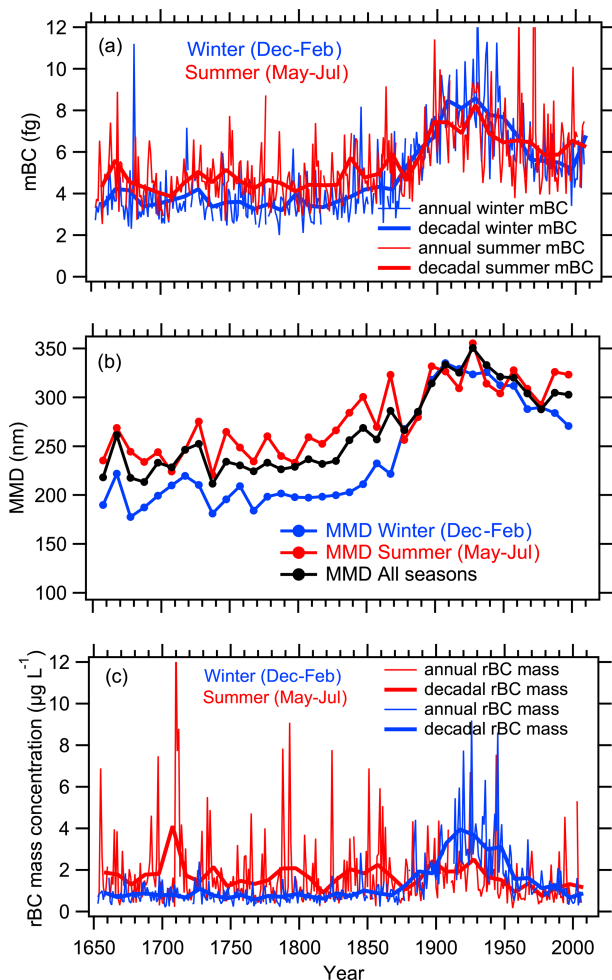 (a)
Winter (Dec-Feb)
Summer (May-Jul)
12
10
8
6
4
2
0
mBC (fg)
annual winter mBC
decadal winter mBC
annual summer mBC
decadal summer mBC
(b)
350
300
250
200
150
100
MMD (nm)
MMD Winter (Dec-Feb)
MMD Summer (May-Jul)
MMD All seasons
(c)
Winter (Dec-Feb)
Summer (May-Jul)
annual rBC mass
decadal rBC mass
annual rBC mass
decadal rBC mass
12
10
8
6
4
2
0
rBC mass concentration (µg L-1)
1650 1700 1750 1800 1850 1900 1950 2000
Year